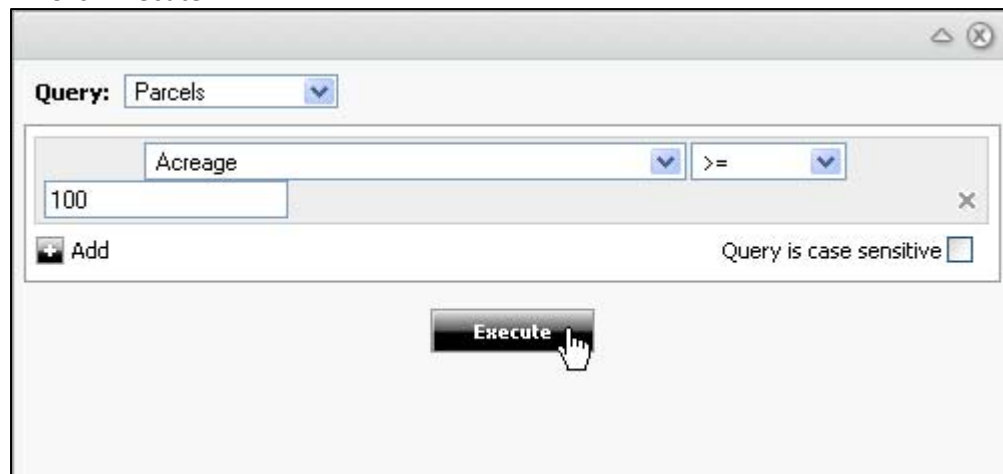 Query: Parcels
Acreage >=
100
Add Query is case sensitive
Execute